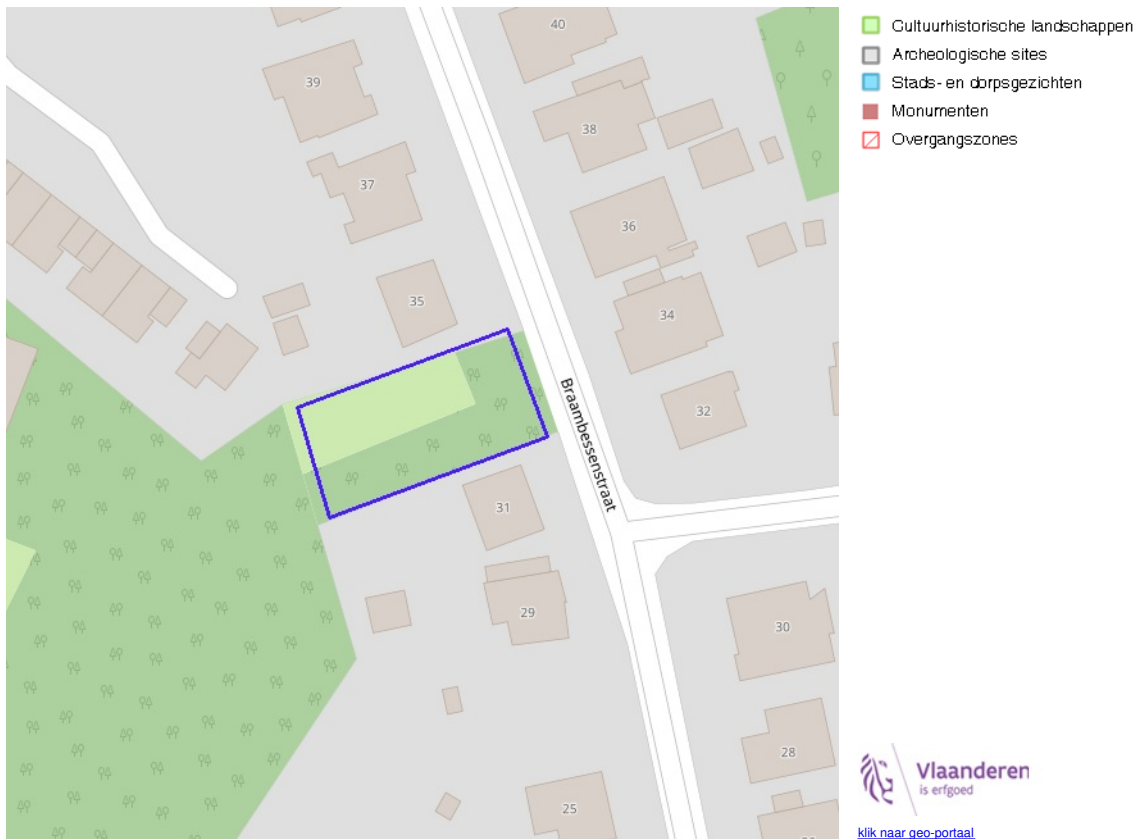 40
39
38
37
36
35
34
32
Braambessenstraat
31
29
30
28
25
Cultuurhistorische landschappen
Archeologische sites
Stads- en dorpsgezichten
Monumenten
Overgangszones
Vlaanderen
is erfgoed
klik naar geo-portaal